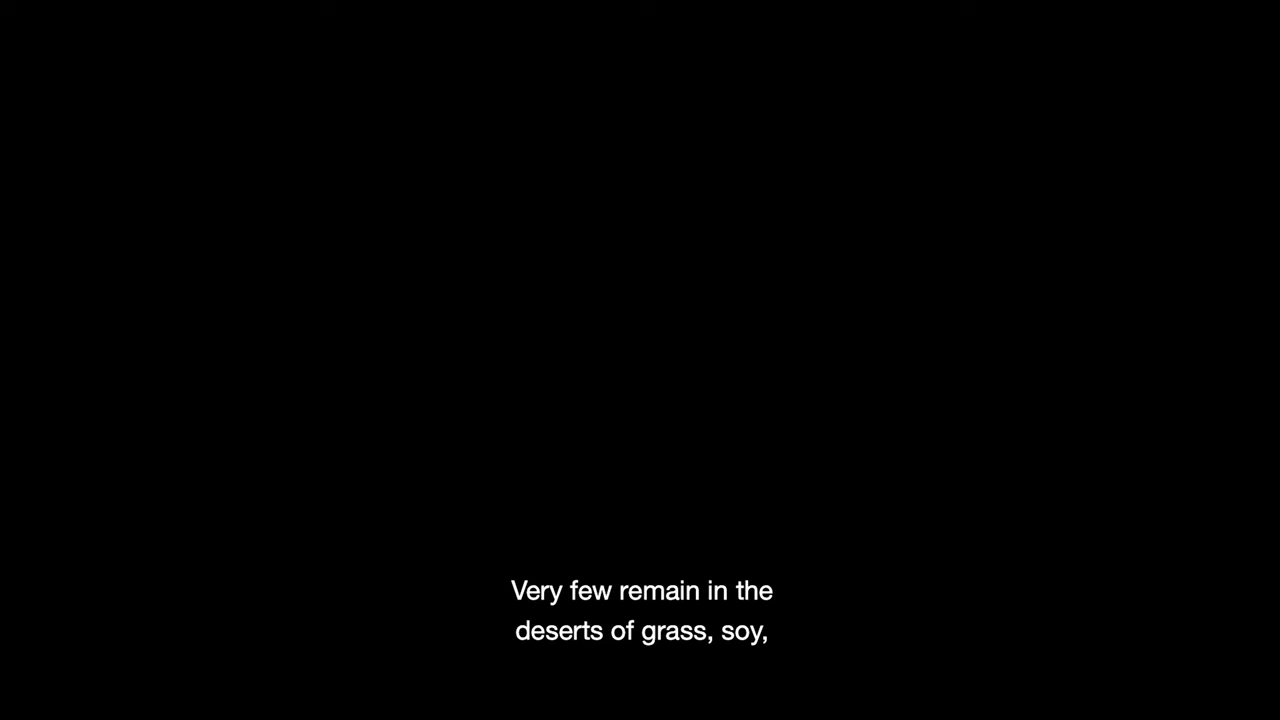 Very few remain in the
deserts of grass, soy,